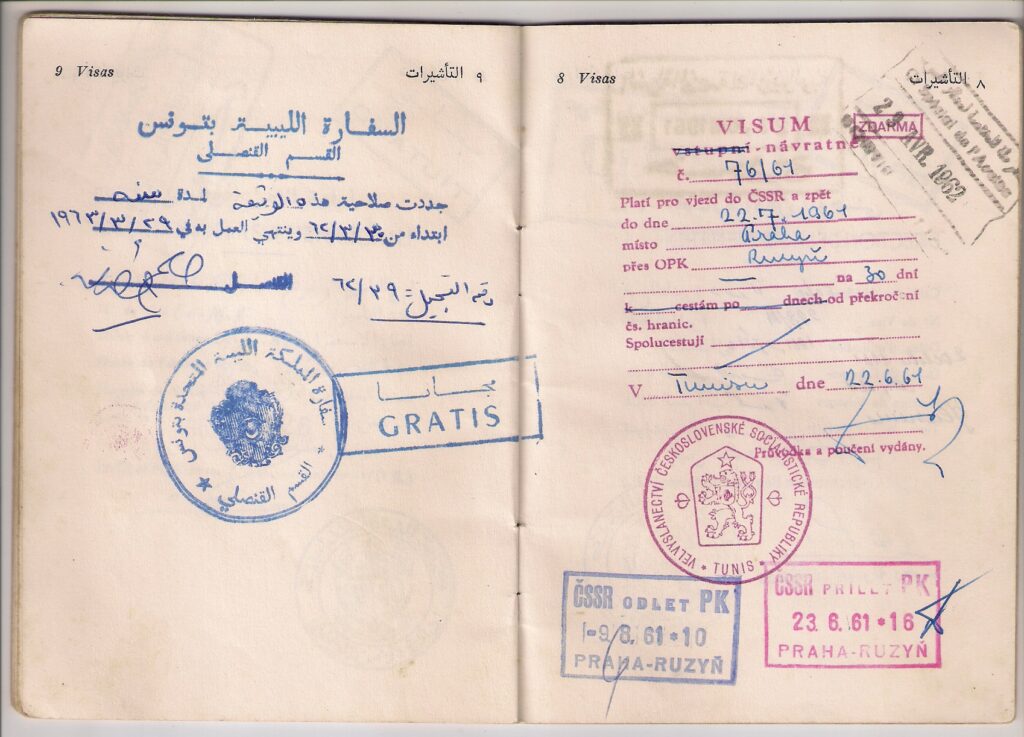 9 Visas
٩ التأشيرات
السفارة الليبية بتونس
القسم القنصلي
جددت صلاحية هذه الوثيقة لمدة سنة
ابتداء من ٦٢/٣/٣٠ وينتهي العمل به في ١٩٦٣/٣/٢٩
رقم التسجيل = ٦٢/٣٩
سفارة المملكة الليبية المتحدة بتونس
القسم القنصلي
مجانا
GRATIS
8 Visas
٨ التأشيرات
29 AVR. 1962
VISUM
ZDARMA
vstupní - návratné
č. 76/61
Platí pro vjezd do ČSSR a zpět
do dne 22.7.1961
místo Praha
přes OPK Ruzyň
na 30 dní
k cestám po dnech od překročení
čs. hranic.
Spolucestují
V Tunisu dne 22.6.61
Průvodka a poučení vydány.
VELVYSLANECTVÍ ČESKOSLOVENSKÉ SOCIALISTICKÉ REPUBLIKY
TUNIS
ČSSR ODLET PK
1-9/8.61*10
PRAHA-RUZYŇ
ČSSR PŘÍLET PK
23.6.61*16
PRAHA-RUZYŇ